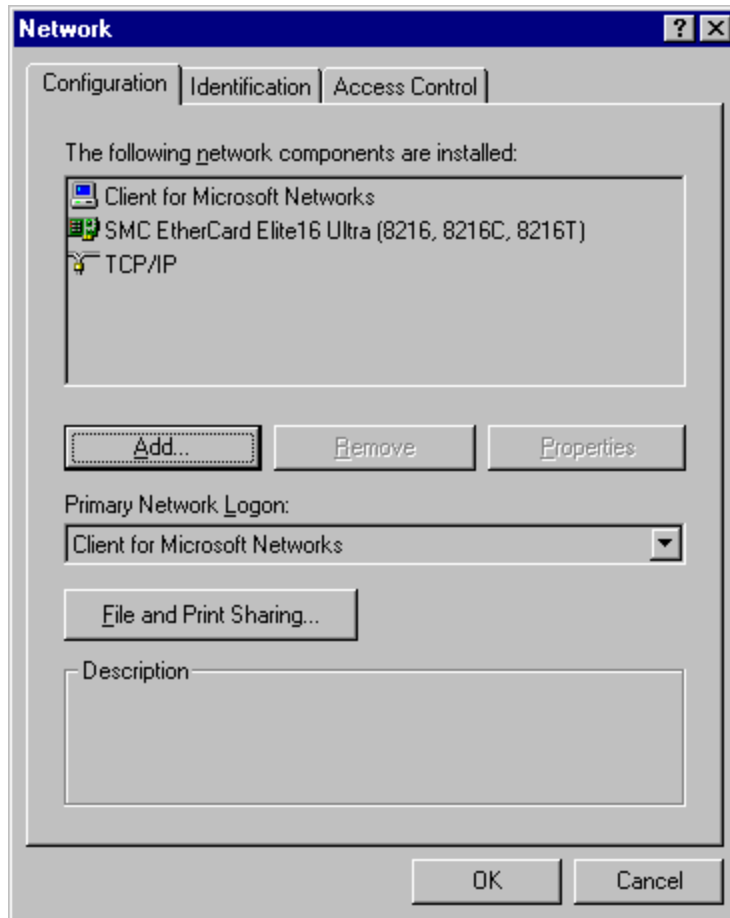 Network
Configuration Identification Access Control
The following network components are installed:
Client for Microsoft Networks
SMC EtherCard Elite16 Ultra (8216, 8216C, 8216T)
TCP/IP
Add... Remove Properties
Primary Network Logon:
Client for Microsoft Networks
File and Print Sharing...
Description
OK Cancel